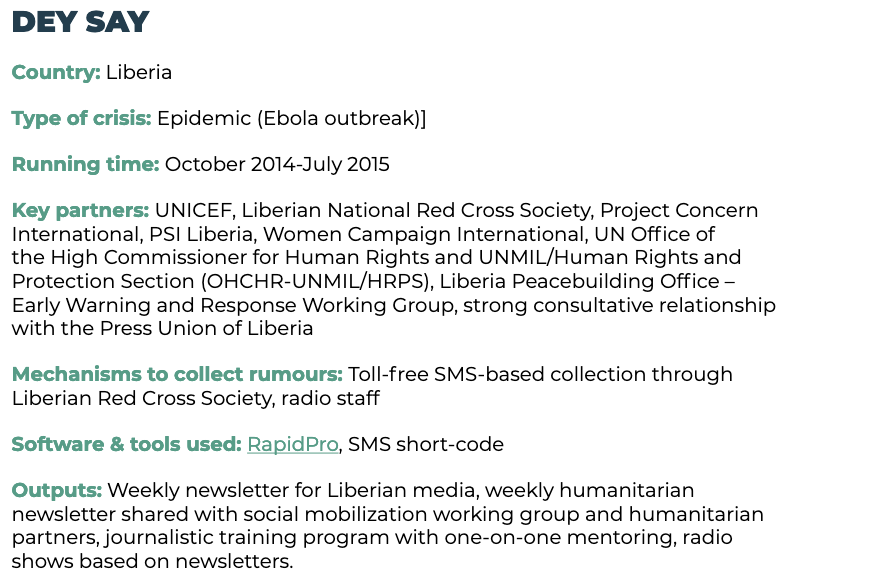 DEY SAY
Country: Liberia
Type of crisis: Epidemic (Ebola outbreak)]
Running time: October 2014-July 2015
Key partners: UNICEF, Liberian National Red Cross Society, Project Concern
International, PSI Liberia, Women Campaign International, UN Office of
the High Commissioner for Human Rights and UNMIL/Human Rights and
Protection Section (OHCHR-UNMIL/HRPS), Liberia Peacebuilding Office –
Early Warning and Response Working Group, strong consultative relationship
with the Press Union of Liberia
Mechanisms to collect rumours: Toll-free SMS-based collection through
Liberian Red Cross Society, radio staff
Software & tools used: RapidPro, SMS short-code
Outputs: Weekly newsletter for Liberian media, weekly humanitarian
newsletter shared with social mobilization working group and humanitarian
partners, journalistic training program with one-on-one mentoring, radio
shows based on newsletters.